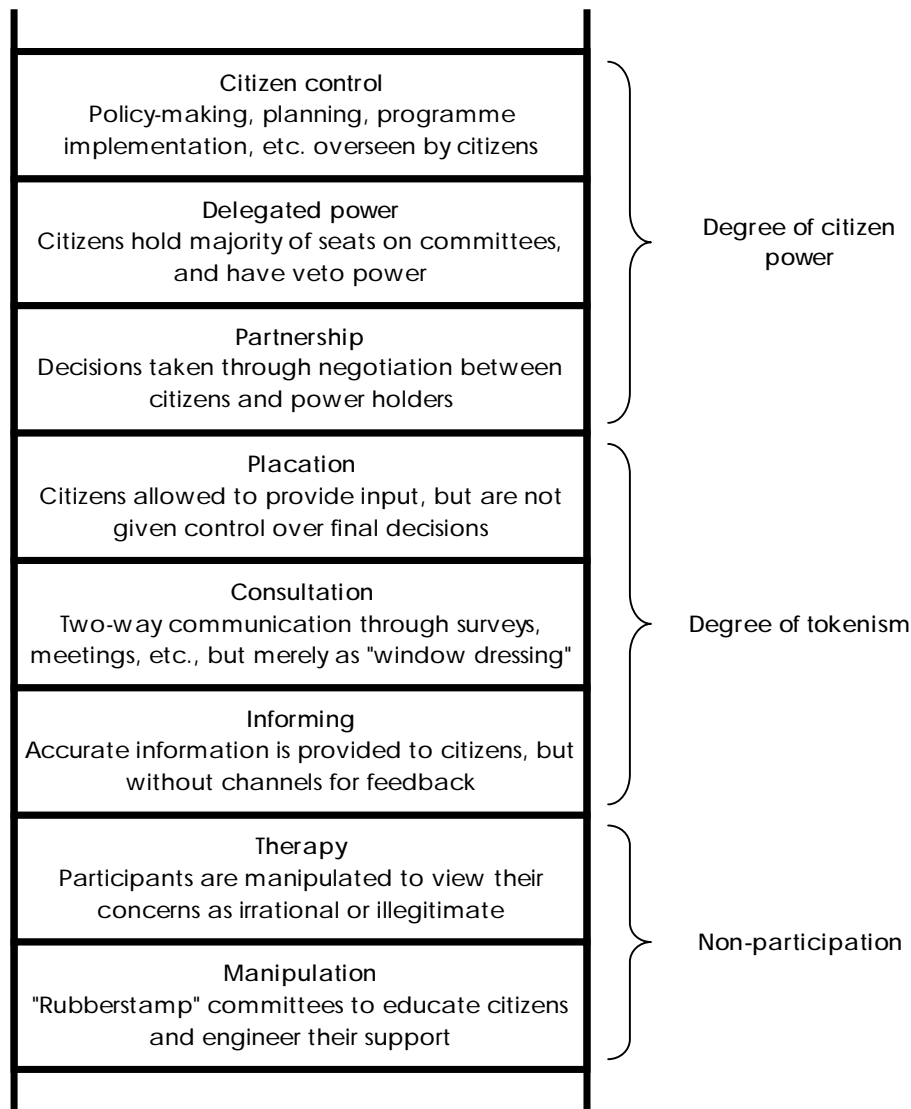 Citizen control
Policy-making, planning, programme
implementation, etc. overseen by citizens
Delegated power
Citizens hold majority of seats on committees,
and have veto power
Partnership
Decisions taken through negotiation between
citizens and power holders
Degree of citizen
power
Placation
Citizens allowed to provide input, but are not
given control over final decisions
Consultation
Two-way communication through surveys,
meetings, etc., but merely as "window dressing"
Informing
Accurate information is provided to citizens, but
without channels for feedback
Degree of tokenism
Therapy
Participants are manipulated to view their
concerns as irrational or illegitimate
Manipulation
"Rubberstamp" committees to educate citizens
and engineer their support
Non-participation